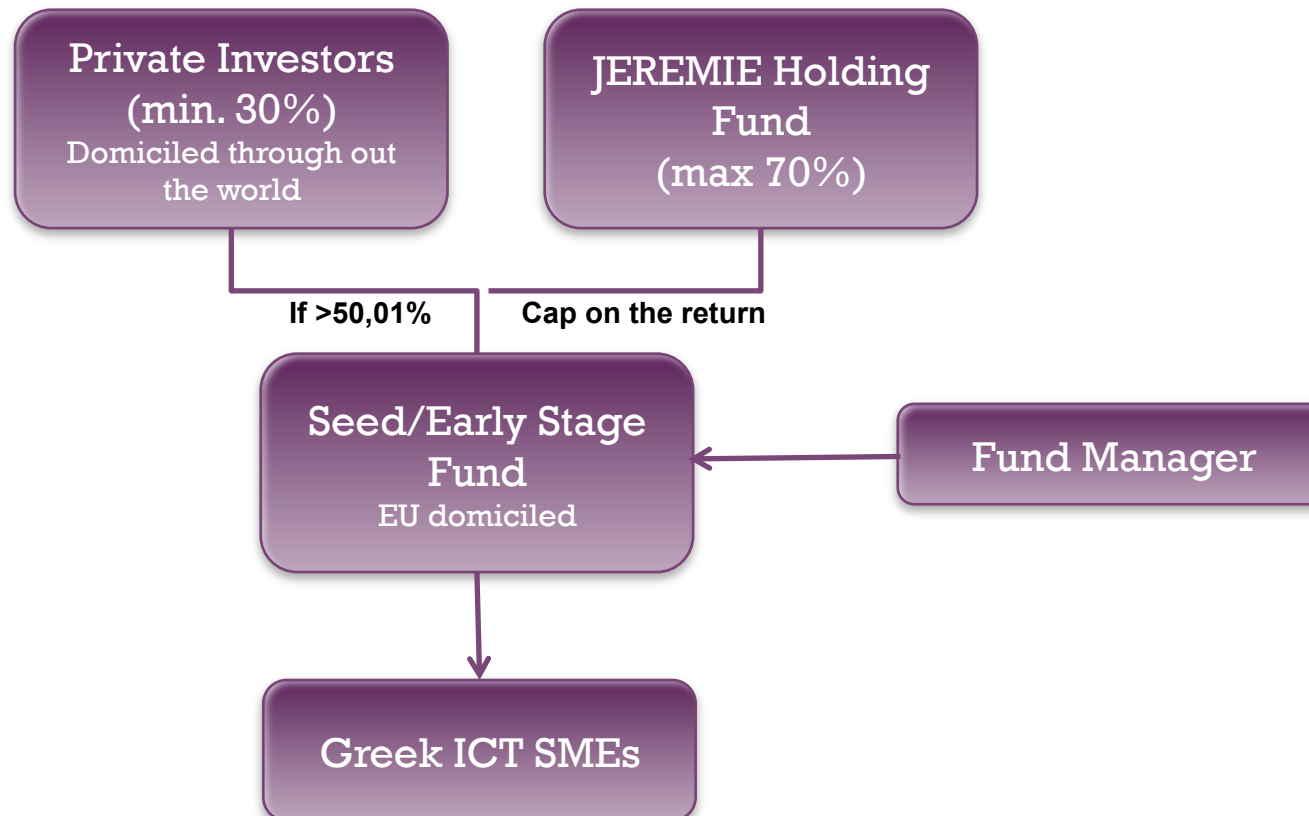 Private Investors
(min. 30%)
Domiciled through out
the world
JEREMIE Holding
Fund
(max 70%)
If >50,01%
Cap on the return
Seed/Early Stage
Fund
EU domiciled
Fund Manager
Greek ICT SMEs